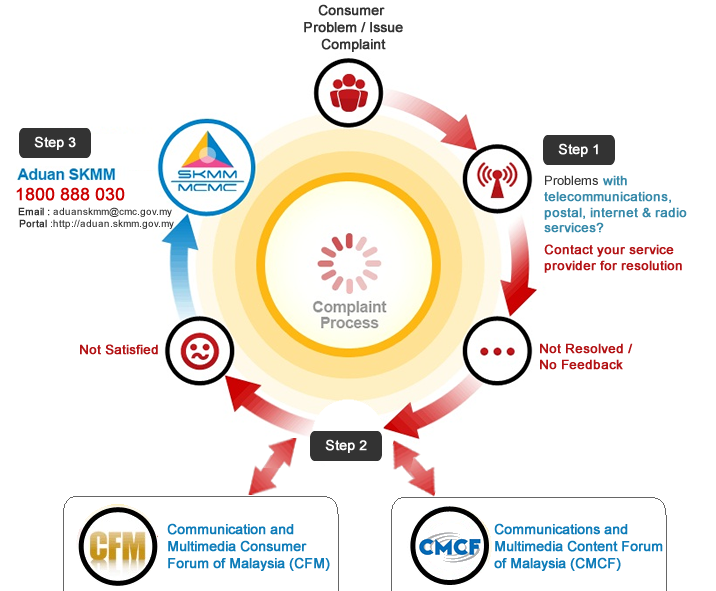 Consumer
Problem / Issue
Complaint
Step 1
Problems with
telecommunications,
postal, internet & radio
services?
Contact your service
provider for resolution
Not Resolved /
No Feedback
Step 2
CFM
Communication and
Multimedia Consumer
Forum of Malaysia (CFM)
CMCF
Communications and
Multimedia Content Forum
of Malaysia (CMCF)
Not Satisfied
Step 3
Aduan SKMM
1800 888 030
Email : aduanskmm@cmc.gov.my
Portal :http://aduan.skmm.gov.my
SKMM
MCMC
Complaint
Process